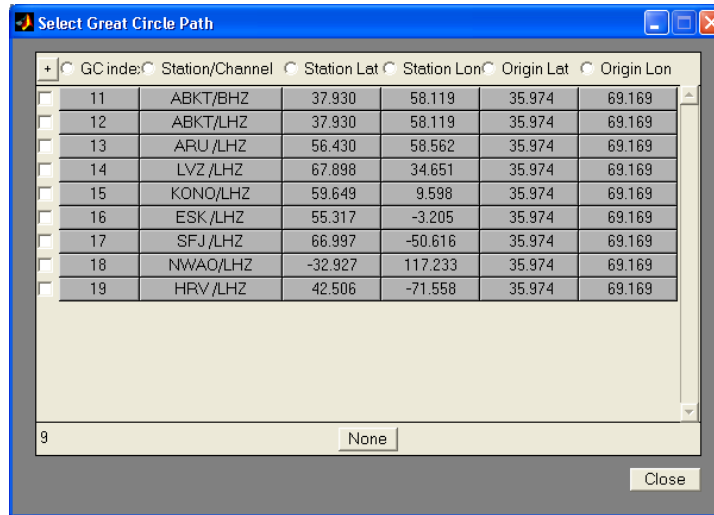 Select Great Circle Path
+ GC index Station/Channel Station Lat Station Lon Origin Lat Origin Lon
11 ABKT/BHZ 37.930 58.119 35.974 69.169
12 ABKT/LHZ 37.930 58.119 35.974 69.169
13 ARU /LHZ 56.430 58.562 35.974 69.169
14 LVZ /LHZ 67.898 34.651 35.974 69.169
15 KONO/LHZ 59.649 9.598 35.974 69.169
16 ESK /LHZ 55.317 -3.205 35.974 69.169
17 SFJ /LHZ 66.997 -50.616 35.974 69.169
18 NWAO/LHZ -32.927 117.233 35.974 69.169
19 HRV /LHZ 42.506 -71.558 35.974 69.169
9 None
Close